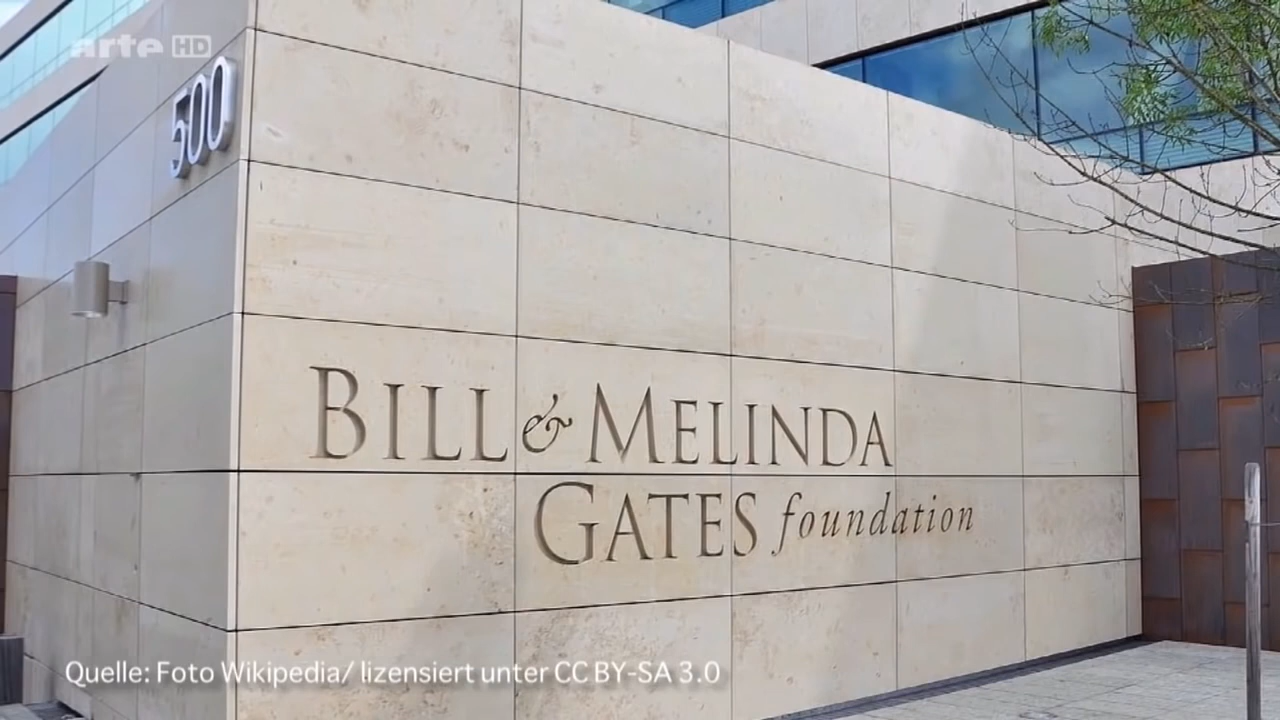 arte HD
500
BILL & MELINDA
GATES foundation
Quelle: Foto Wikipedia/ lizensiert unter CC BY-SA 3.0